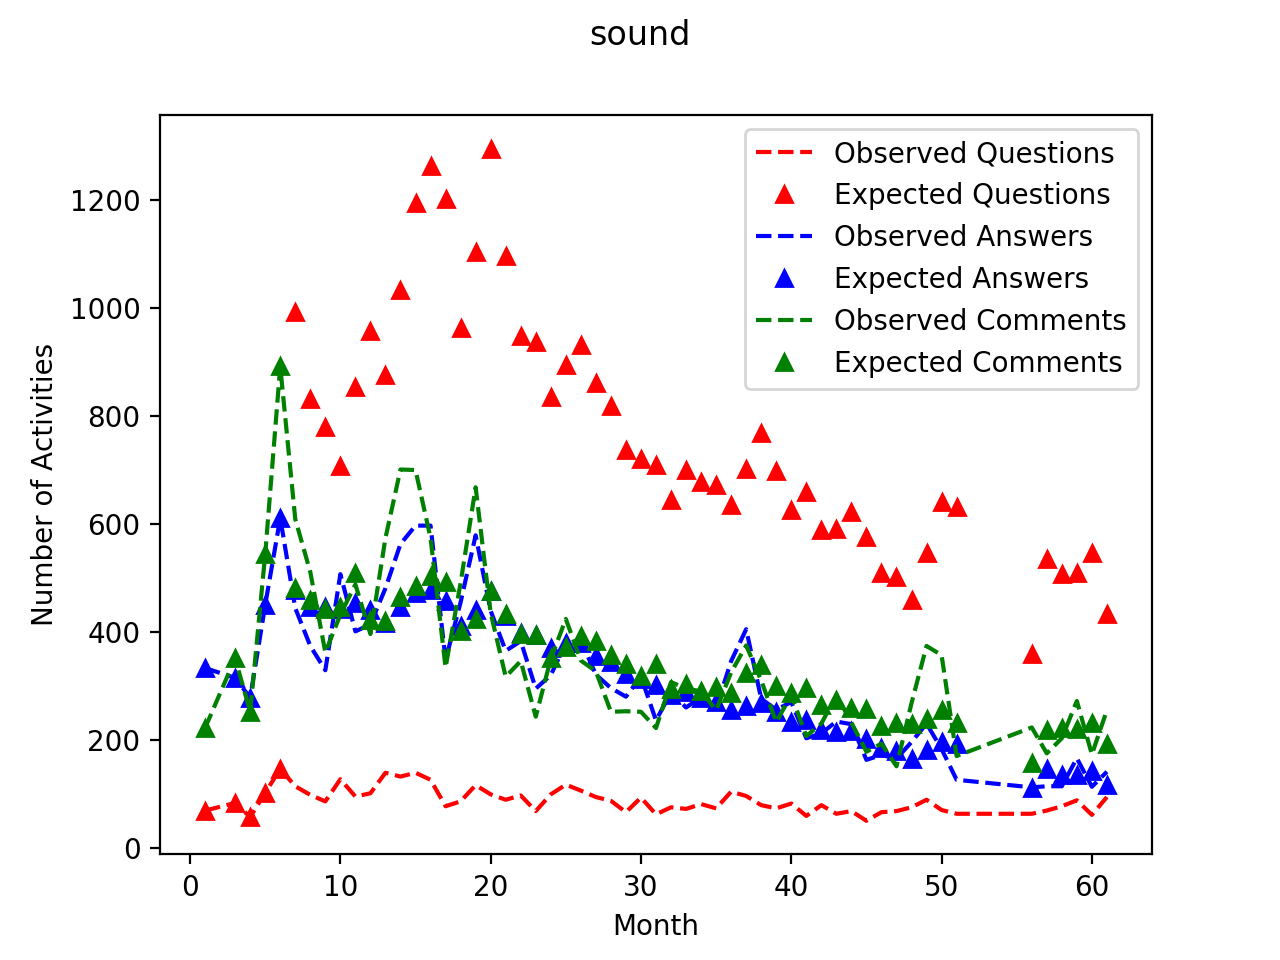 sound
Observed Questions
Expected Questions
Observed Answers
Expected Answers
Observed Comments
Expected Comments
Number of Activities
1200
1000
800
600
400
200
0
0 10 20 30 40 50 60
Month